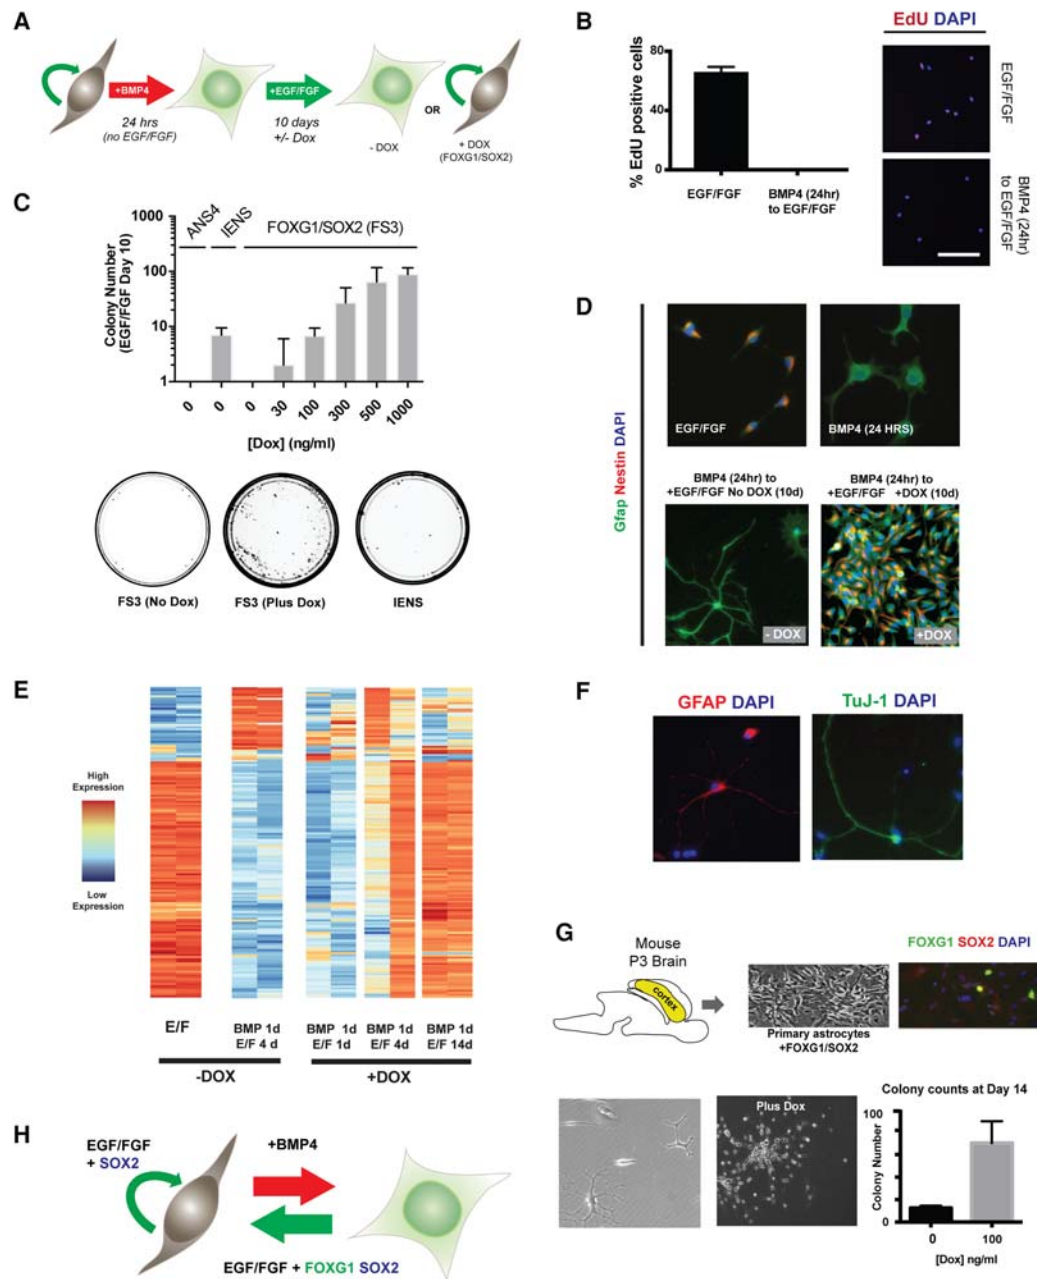 A
+BMP4
24 hrs
(no EGF/FGF)
+EGF/FGF
10 days
+/- Dox
- DOX
OR
+ DOX
(FOXG1/SOX2)
B
% EdU positive cells
80
40
0
EGF/FGF
BMP4 (24hr)
to EGF/FGF
EdU DAPI
EGF/FGF
BMP4 (24hr)
to EGF/FGF
C
Colony Number
(EGF/FGF Day 10)
1000
100
10
1
ANS4
IENS
FOXG1/SOX2 (FS3)
0
0
0
30
100
300
500
1000
[Dox] (ng/ml)
FS3 (No Dox)
FS3 (Plus Dox)
IENS
D
Gfap Nestin DAPI
EGF/FGF
BMP4 (24 HRS)
BMP4 (24hr) to
+EGF/FGF No DOX (10d)
BMP4 (24hr) to
+EGF/FGF +DOX (10d)
- DOX
+DOX
E
High
Expression
Low
Expression
E/F
BMP 1d
E/F 4 d
BMP 1d
E/F 1d
BMP 1d
E/F 4d
BMP 1d
E/F 14d
-DOX
+DOX
F
GFAP DAPI
TuJ-1 DAPI
G
Mouse
P3 Brain
cortex
Primary astrocytes
+FOXG1/SOX2
FOXG1 SOX2 DAPI
Plus Dox
Colony counts at Day 14
Colony Number
100
0
0
100
[Dox] ng/ml
H
EGF/FGF
+ SOX2
+BMP4
EGF/FGF + FOXG1 SOX2